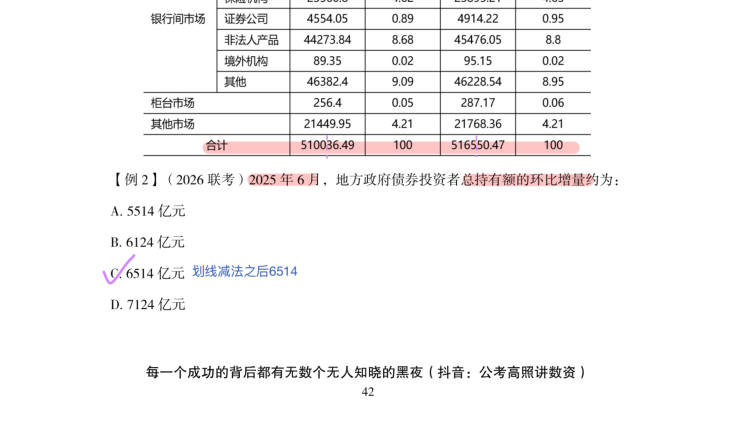 银行间市场 证券公司 4554.05 0.89 4914.22 0.95
非法人产品 44273.84 8.68 45476.05 8.8
境外机构 89.35 0.02 95.15 0.02
其他 46382.4 9.09 46228.54 8.95
柜台市场 256.4 0.05 287.17 0.06
其他市场 21449.95 4.21 21768.36 4.21
合计 510036.49 100 516550.47 100
【例 2】（2026 联考）2025 年 6 月，地方政府债券投资者总持有额的环比增量约为：
A. 5514 亿元
B. 6124 亿元
C. 6514 亿元 划线减法之后6514
D. 7124 亿元
每一个成功的背后都有无数个无人知晓的黑夜（抖音：公考高照讲数资）
42